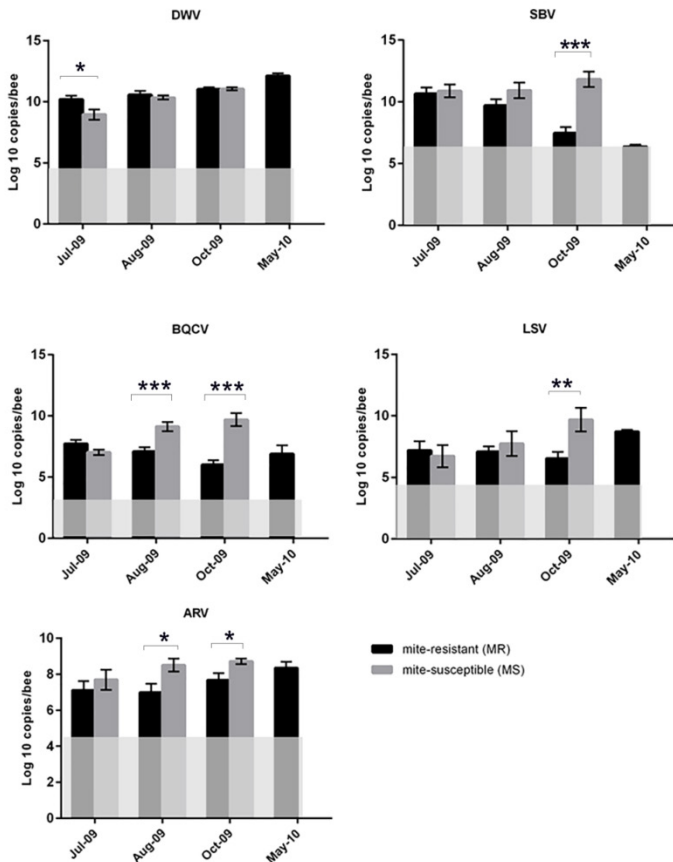 DWV
Log 10 copies/bee
15
10
5
0
*
Jul-09
Aug-09
Oct-09
May-10
SBV
Log 10 copies/bee
15
10
5
0
***
Jul-09
Aug-09
Oct-09
May-10
BQCV
Log 10 copies/bee
15
10
5
0
***
***
Jul-09
Aug-09
Oct-09
May-10
LSV
Log 10 copies/bee
15
10
5
0
**
Jul-09
Aug-09
Oct-09
May-10
ARV
Log 10 copies/bee
10
8
6
4
2
0
*
*
Jul-09
Aug-09
Oct-09
May-10
mite-resistant (MR)
mite-susceptible (MS)